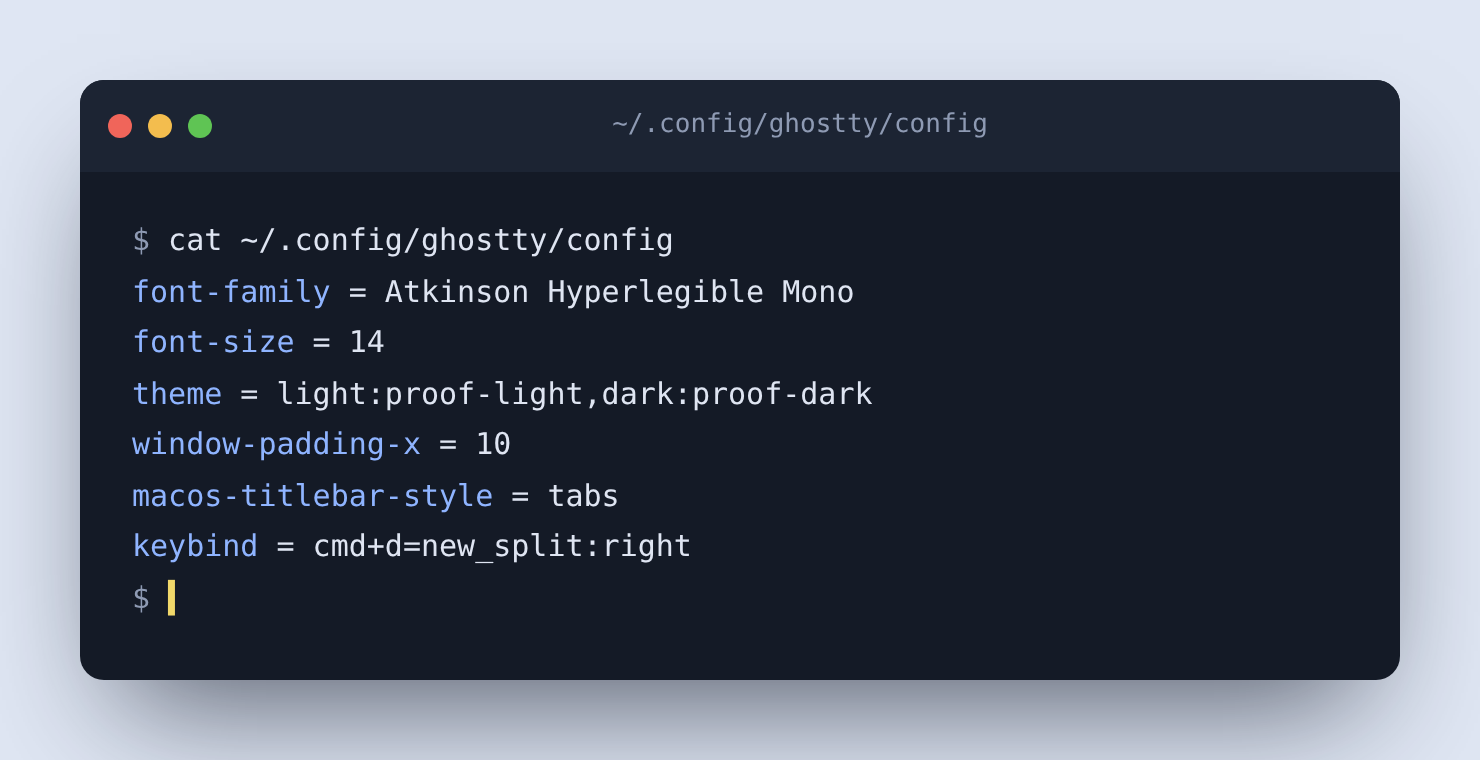 ~/.config/ghostty/config
$ cat ~/.config/ghostty/config
font-family = Atkinson Hyperlegible Mono
font-size = 14
theme = light:proof-light,dark:proof-dark
window-padding-x = 10
macos-titlebar-style = tabs
keybind = cmd+d=new_split:right
$